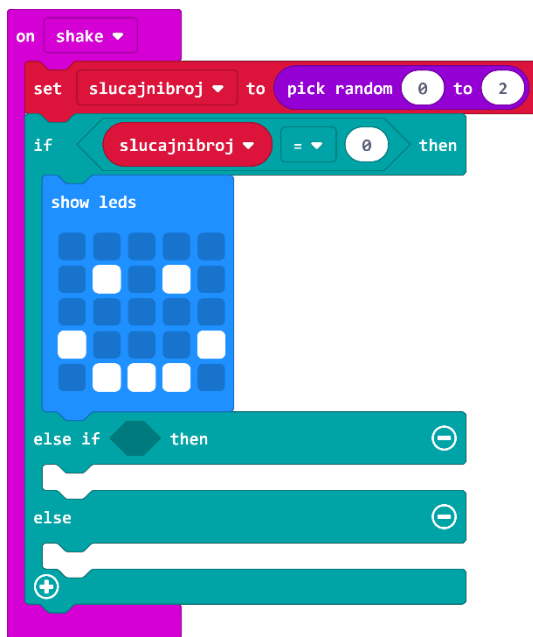 on shake
set slucajnibroj to pick random 0 to 2
if slucajnibroj = 0 then
show leds
else if then
else